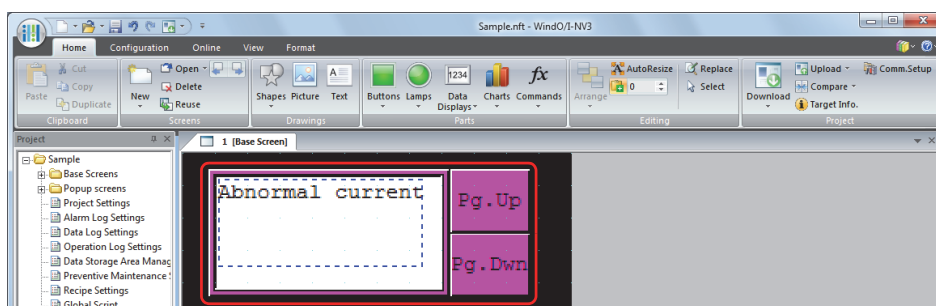 Sample.nft - WindO/I-NV3
Home Configuration Online View Format
Paste
Cut
Copy
Duplicate
Clipboard
New
Open
Delete
Reuse
Screens
Shapes Picture Text
Drawings
Buttons Lamps Data Displays Charts Commands
1234
fx
A
Parts
Arrange
AutoResize
0
Replace
Select
Editing
Download
Upload
Compare
Target Info.
Comm.Setup
Project
Project
1 [Base Screen]
Sample
Base Screens
Popup screens
Project Settings
Alarm Log Settings
Data Log Settings
Operation Log Settings
Data Storage Area Manag
Preventive Maintenance S
Recipe Settings
Global Script
Abnormal current
Pg.Up
Pg.Dwn